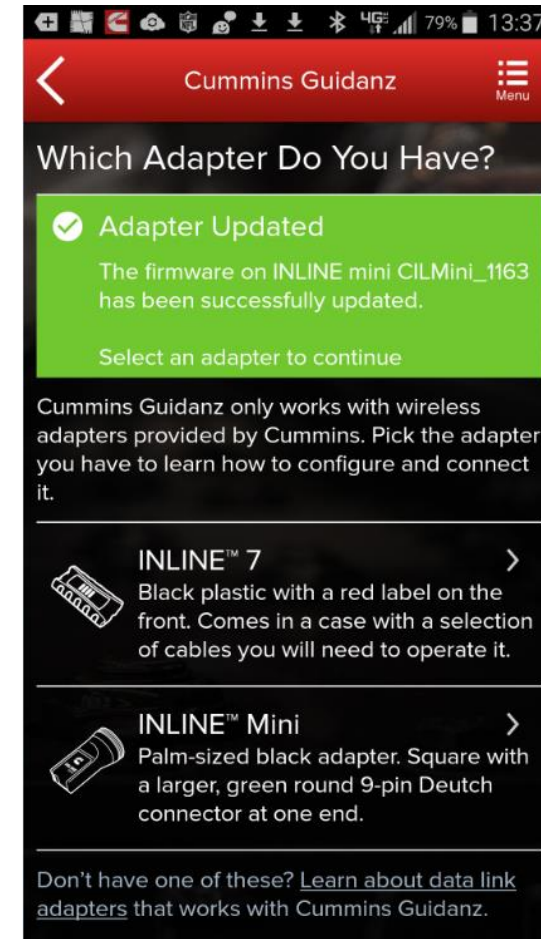 4G 79% 13:37
Cummins Guidanz
Menu
Which Adapter Do You Have?
Adapter Updated
The firmware on INLINE mini CILMini_1163
has been successfully updated.
Select an adapter to continue
Cummins Guidanz only works with wireless
adapters provided by Cummins. Pick the adapter
you have to learn how to configure and connect
it.
INLINE™ 7
Black plastic with a red label on the
front. Comes in a case with a selection
of cables you will need to operate it.
INLINE™ Mini
Palm-sized black adapter. Square with
a larger, green round 9-pin Deutch
connector at one end.
Don't have one of these? Learn about data link
adapters that works with Cummins Guidanz.